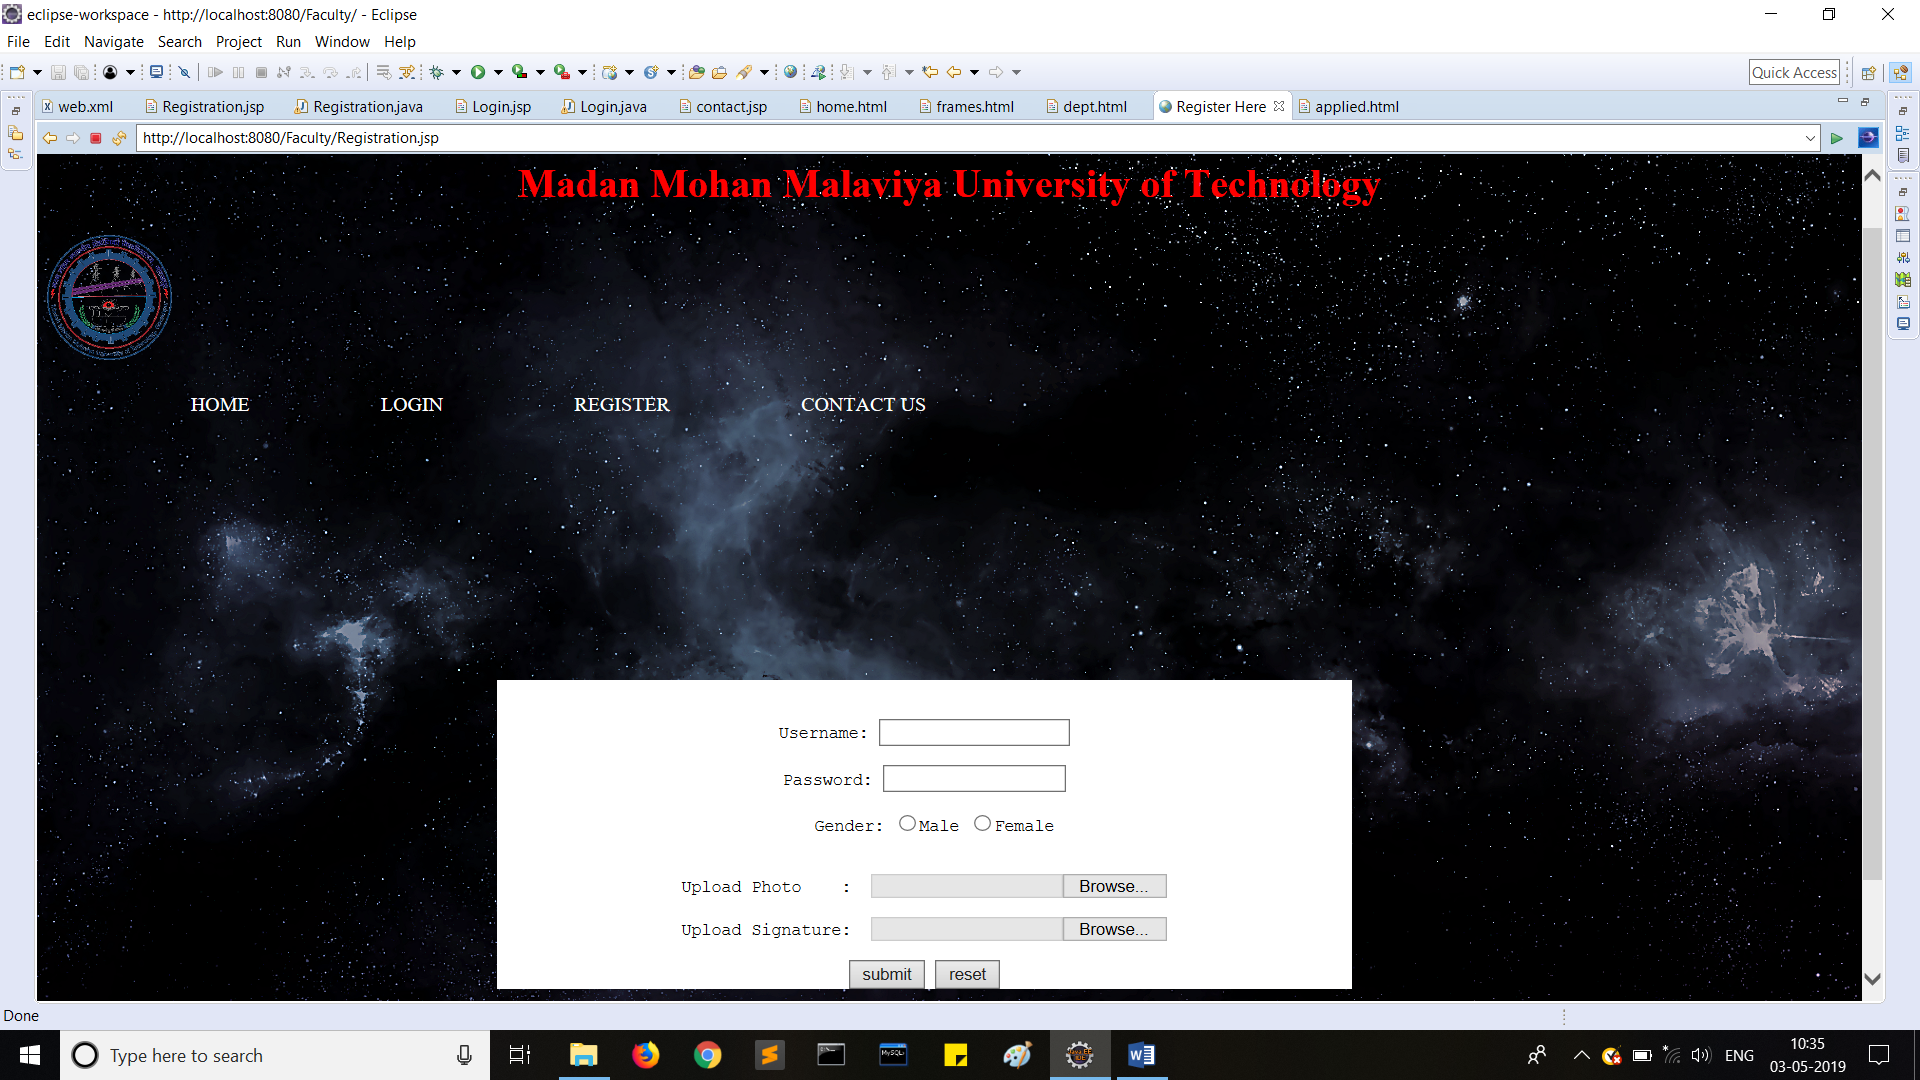 eclipse-workspace - http://localhost:8080/Faculty/ - Eclipse
File Edit Navigate Search Project Run Window Help
Quick Access
web.xml Registration.jsp Registration.java Login.jsp Login.java contact.jsp home.html frames.html dept.html Register Here applied.html
http://localhost:8080/Faculty/Registration.jsp
Madan Mohan Malaviya University of Technology
HOME LOGIN REGISTER CONTACT US
Username:
Password:
Gender: Male Female
Upload Photo : Browse...
Upload Signature: Browse...
submit reset
Done
Type here to search
ENG
10:35
03-05-2019